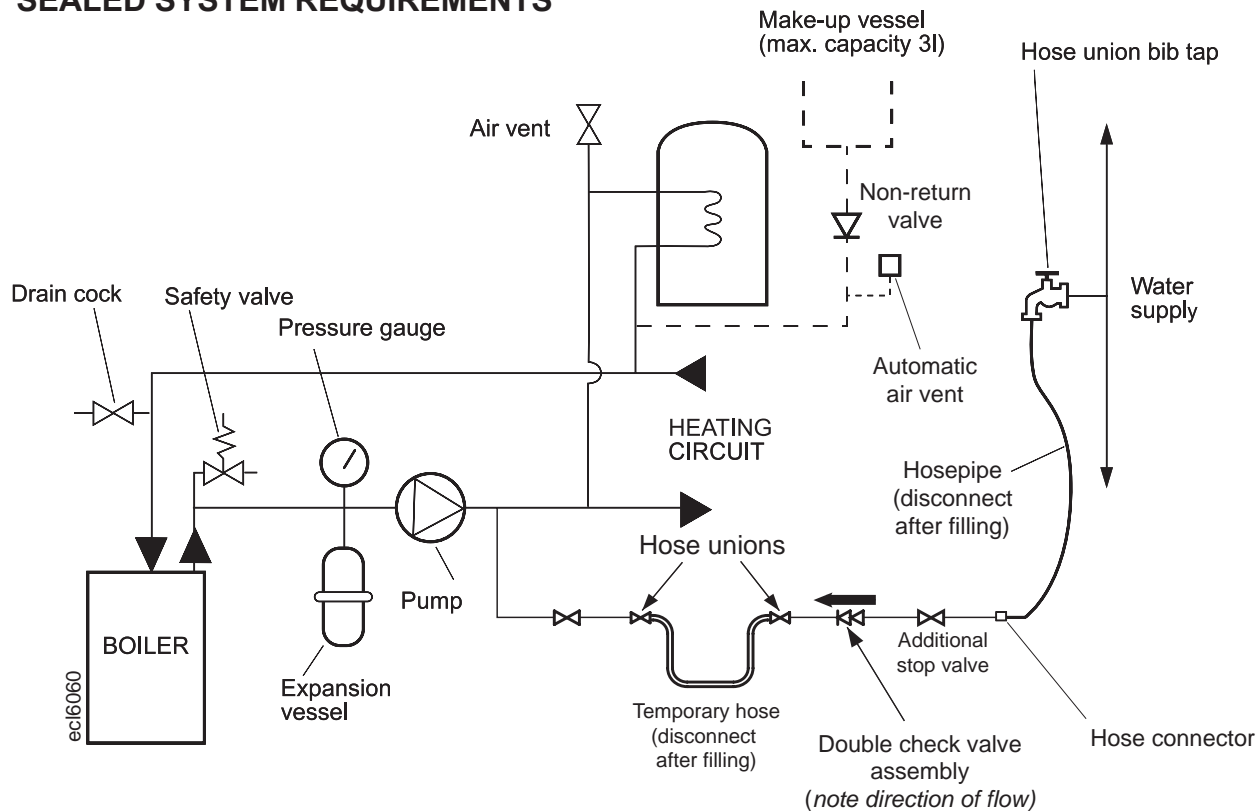 SEALED SYSTEM REQUIREMENTS
Make-up vessel
(max. capacity 3l)
Hose union bib tap
Air vent
Non-return
valve
Drain cock
Safety valve
Pressure gauge
Water
supply
Automatic
air vent
HEATING
CIRCUIT
Hosepipe
(disconnect
after filling)
Hose unions
Pump
BOILER
Additional
stop valve
ecl6060
Expansion
vessel
Temporary hose
(disconnect
after filling)
Double check valve
assembly
(note direction of flow)
Hose connector